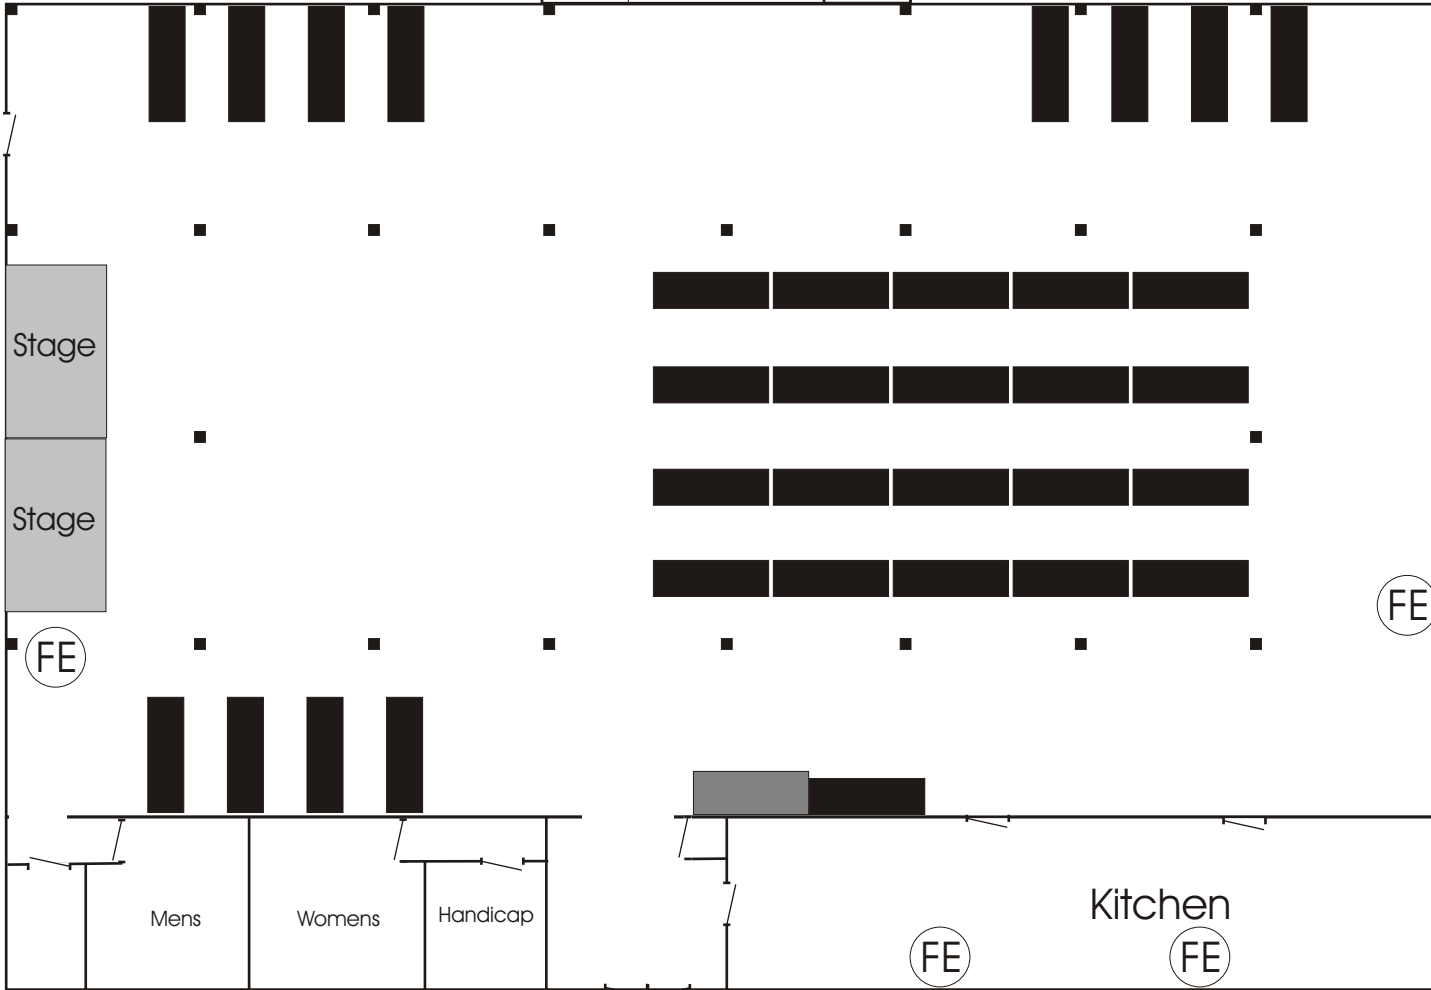 Stage
Stage
FE
FE
Mens
Womens
Handicap
Kitchen
FE
FE